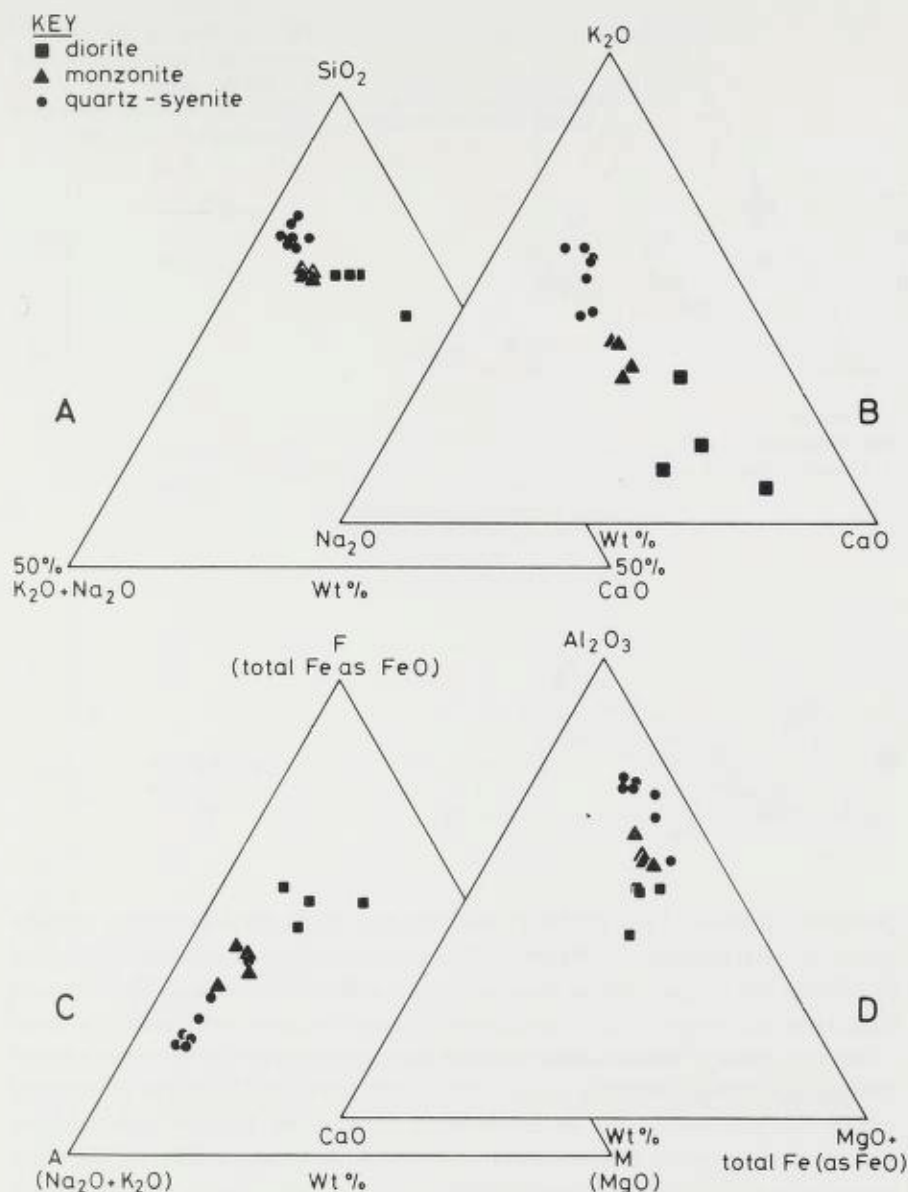 KEY
diorite
monzonite
quartz-syenite
SiO₂
K₂O
A
B
Na₂O
Wt%
CaO
50%
K₂O+Na₂O
Wt%
50%
CaO
F
(total Fe as FeO)
Al₂O₃
C
D
CaO
Wt%
MgO+
total Fe (as FeO)
A
(Na₂O+K₂O)
Wt%
M
(MgO)